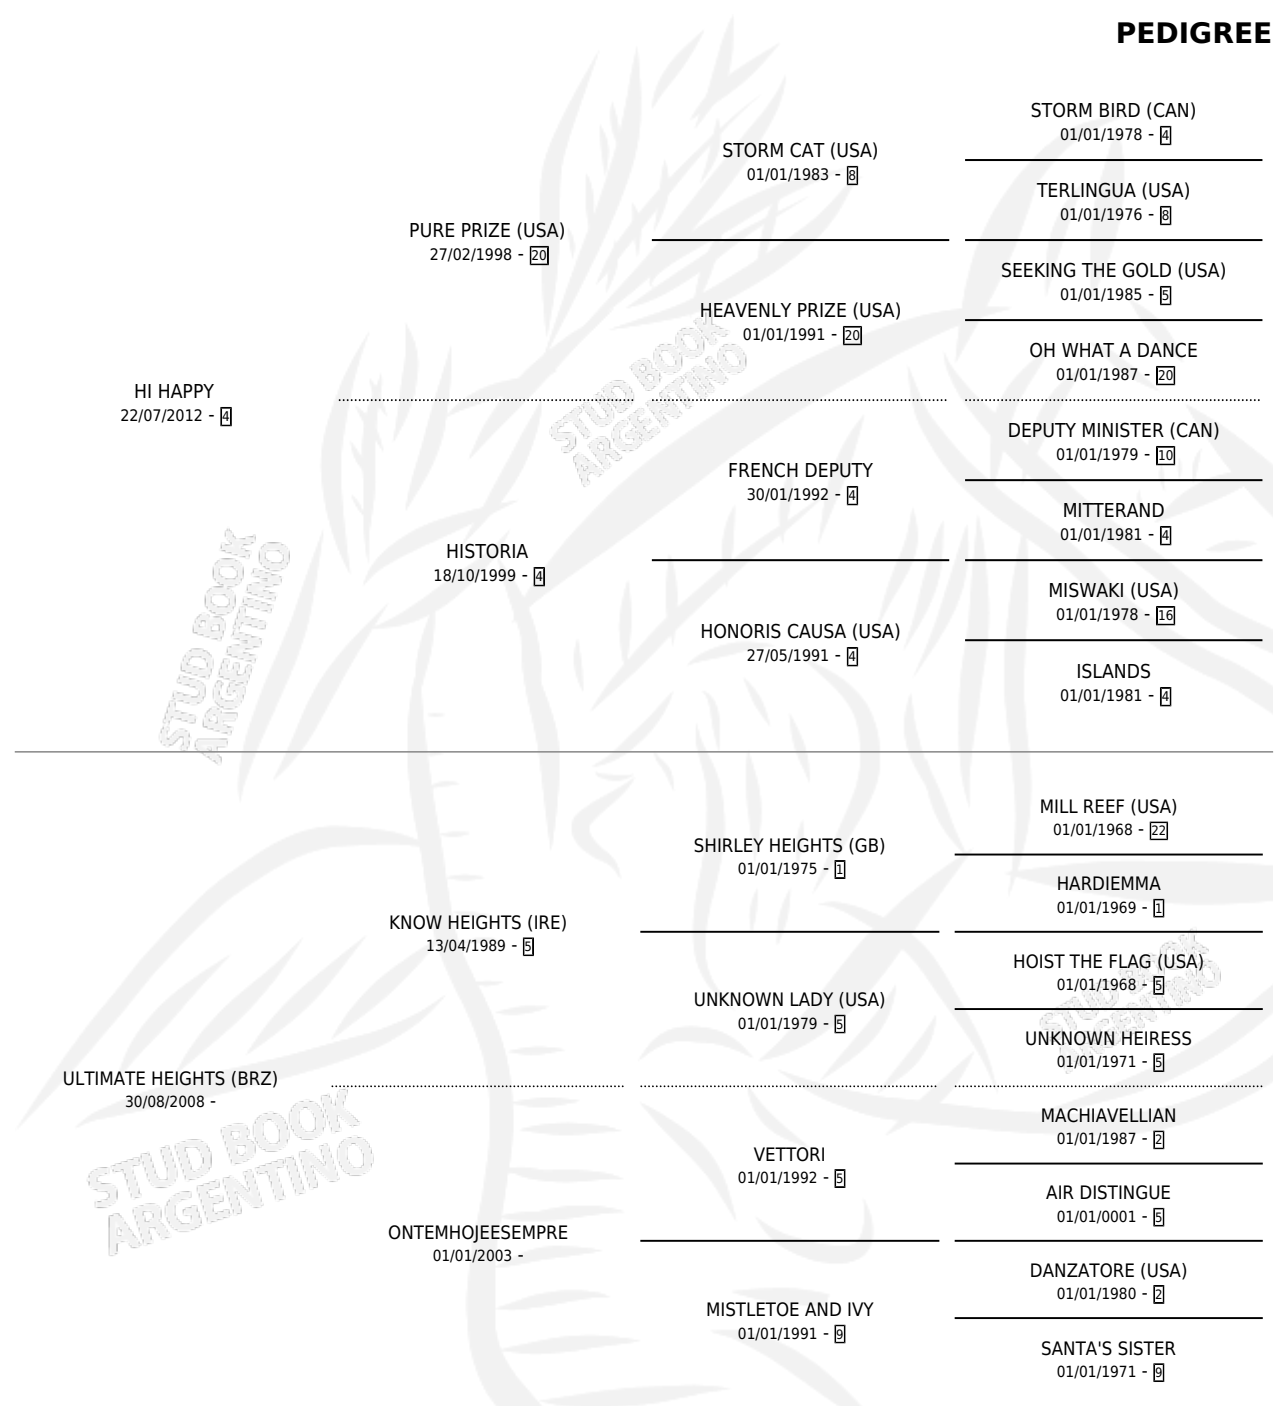 PEDIGREE
STORM BIRD (CAN)
01/01/1978 - 4
STORM CAT (USA)
01/01/1983 - 8
TERLINGUA (USA)
01/01/1976 - 8
PURE PRIZE (USA)
27/02/1998 - 20
SEEKING THE GOLD (USA)
01/01/1985 - 5
HEAVENLY PRIZE (USA)
01/01/1991 - 20
OH WHAT A DANCE
01/01/1987 - 20
HI HAPPY
22/07/2012 - 4
STUD BOOK
ARGENTINO
DEPUTY MINISTER (CAN)
01/01/1979 - 10
FRENCH DEPUTY
30/01/1992 - 4
MITTERAND
01/01/1981 - 4
HISTORIA
18/10/1999 - 4
MISWAKI (USA)
01/01/1978 - 16
HONORIS CAUSA (USA)
27/05/1991 - 4
ISLANDS
01/01/1981 - 4
STUD BOOK
ARGENTINO
MILL REEF (USA)
01/01/1968 - 22
SHIRLEY HEIGHTS (GB)
01/01/1975 - 1
HARDIEMMA
01/01/1969 - 1
KNOW HEIGHTS (IRE)
13/04/1989 - 5
HOIST THE FLAG (USA)
01/01/1968 - 5
STUD BOOK
ARGENTINO
UNKNOWN LADY (USA)
01/01/1979 - 5
UNKNOWN HEIRESS
01/01/1971 - 5
ULTIMATE HEIGHTS (BRZ)
30/08/2008 -
STUD BOOK
ARGENTINO
MACHIAVELLIAN
01/01/1987 - 2
VETTORI
01/01/1992 - 5
AIR DISTINGUE
01/01/0001 - 5
ONTEMHOJEESEMPRE
01/01/2003 -
DANZATORE (USA)
01/01/1980 - 2
MISTLETOE AND IVY
01/01/1991 - 9
SANTA'S SISTER
01/01/1971 - 9